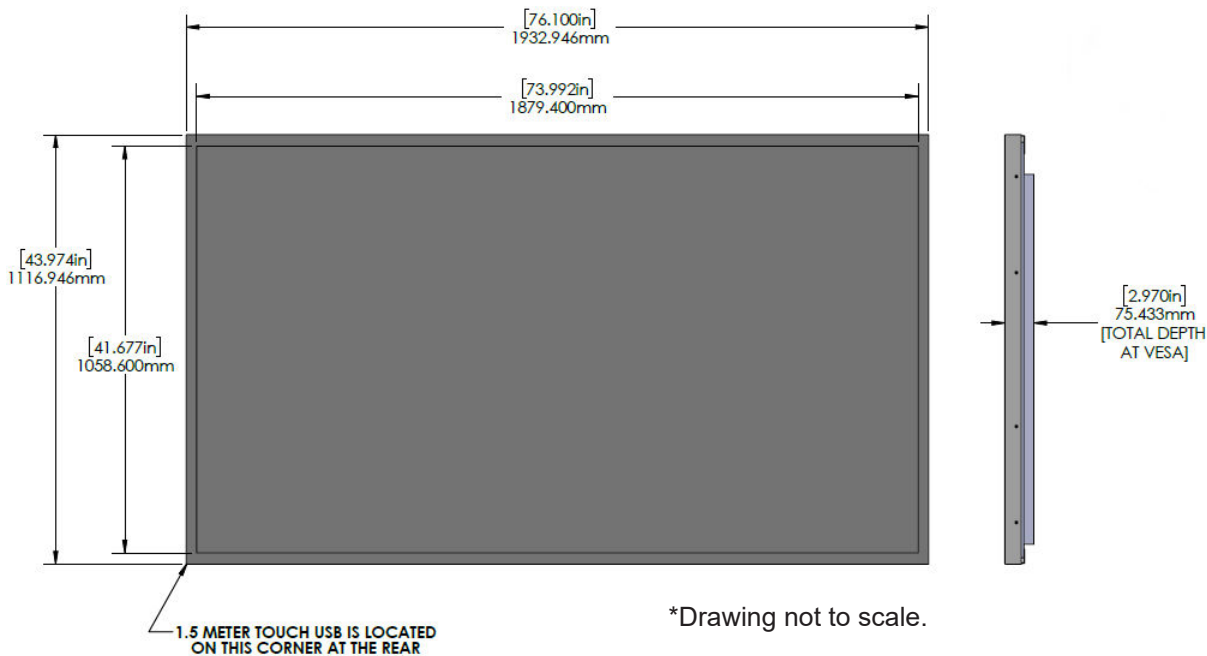 [76.100in]
1932.946mm
[73.992in]
1879.400mm
[43.974in]
1116.946mm
[41.677in]
1058.600mm
[2.970in]
75.433mm
[TOTAL DEPTH
AT VESA]
*Drawing not to scale.
1.5 METER TOUCH USB IS LOCATED
ON THIS CORNER AT THE REAR